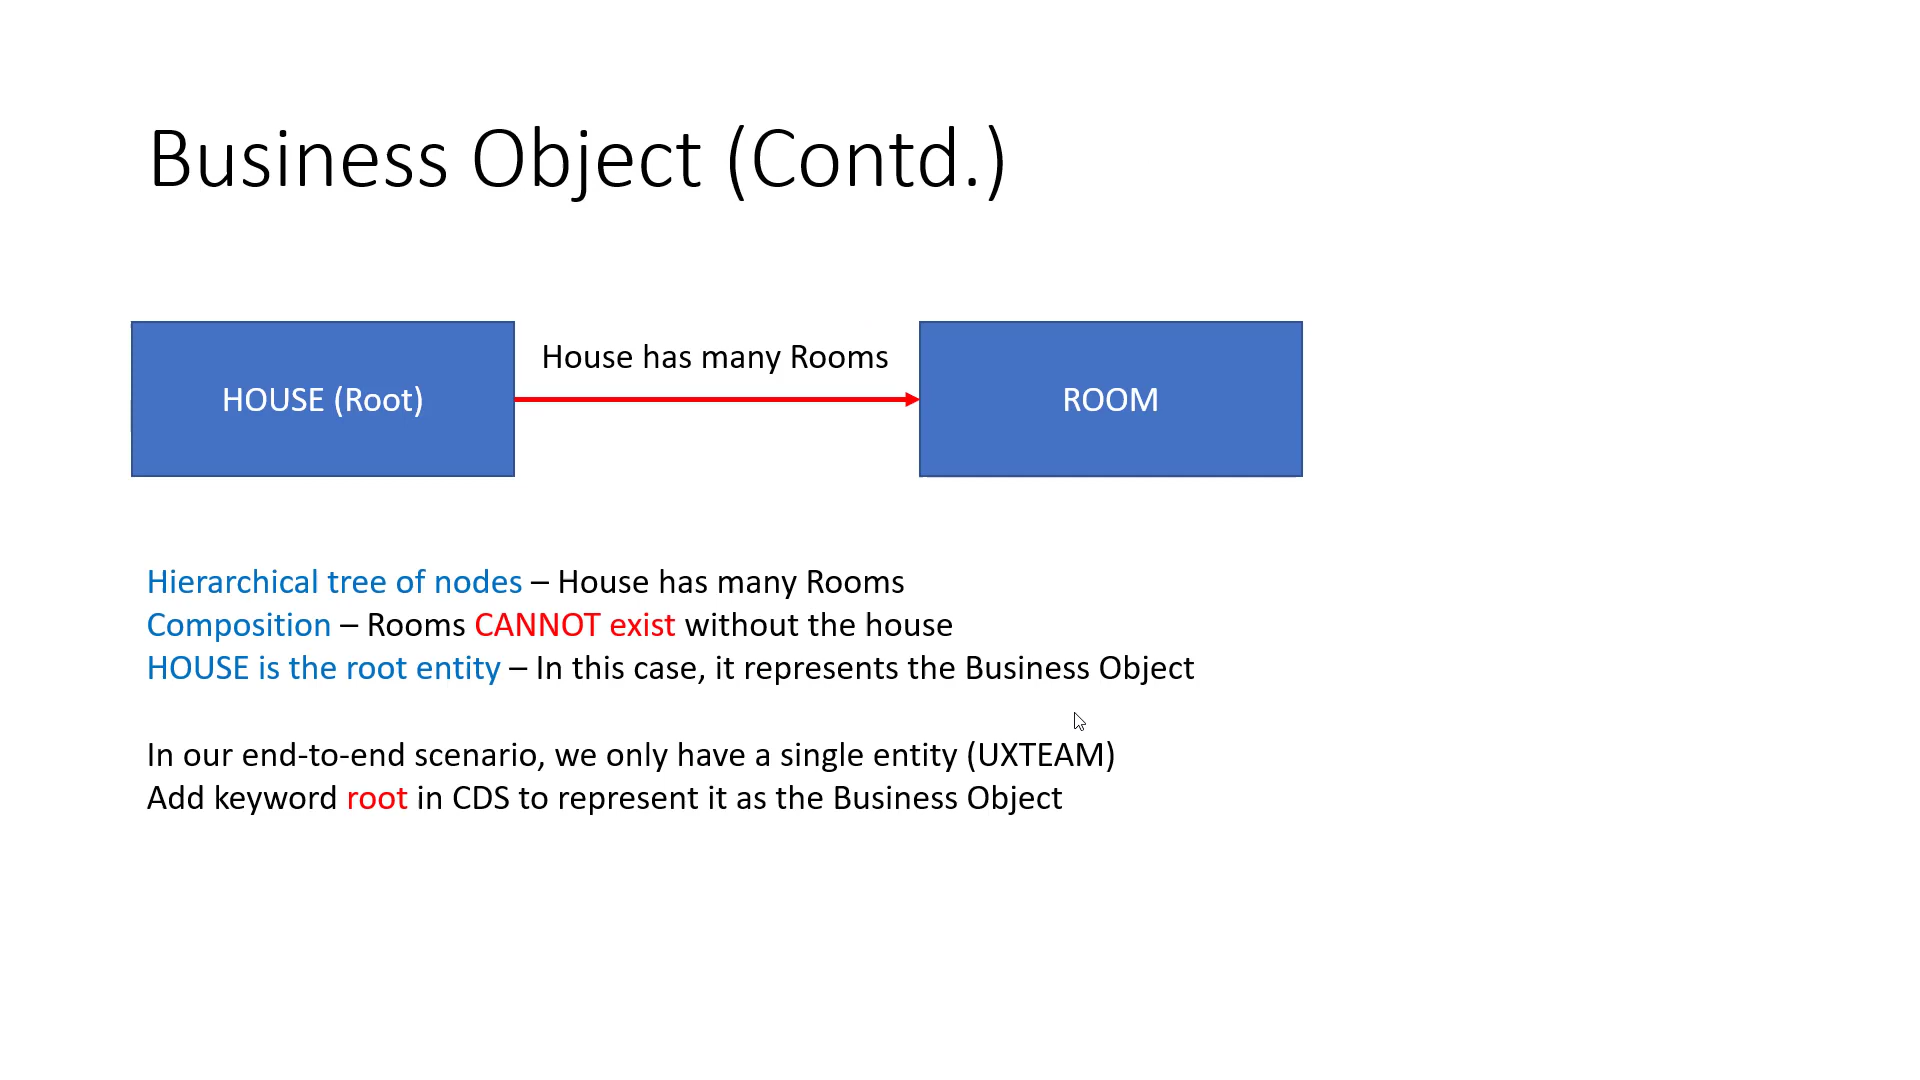 Business Object (Contd.)
House has many Rooms
HOUSE (Root)
ROOM
Hierarchical tree of nodes – House has many Rooms
Composition – Rooms CANNOT exist without the house
HOUSE is the root entity – In this case, it represents the Business Object
In our end-to-end scenario, we only have a single entity (UXTEAM)
Add keyword root in CDS to represent it as the Business Object